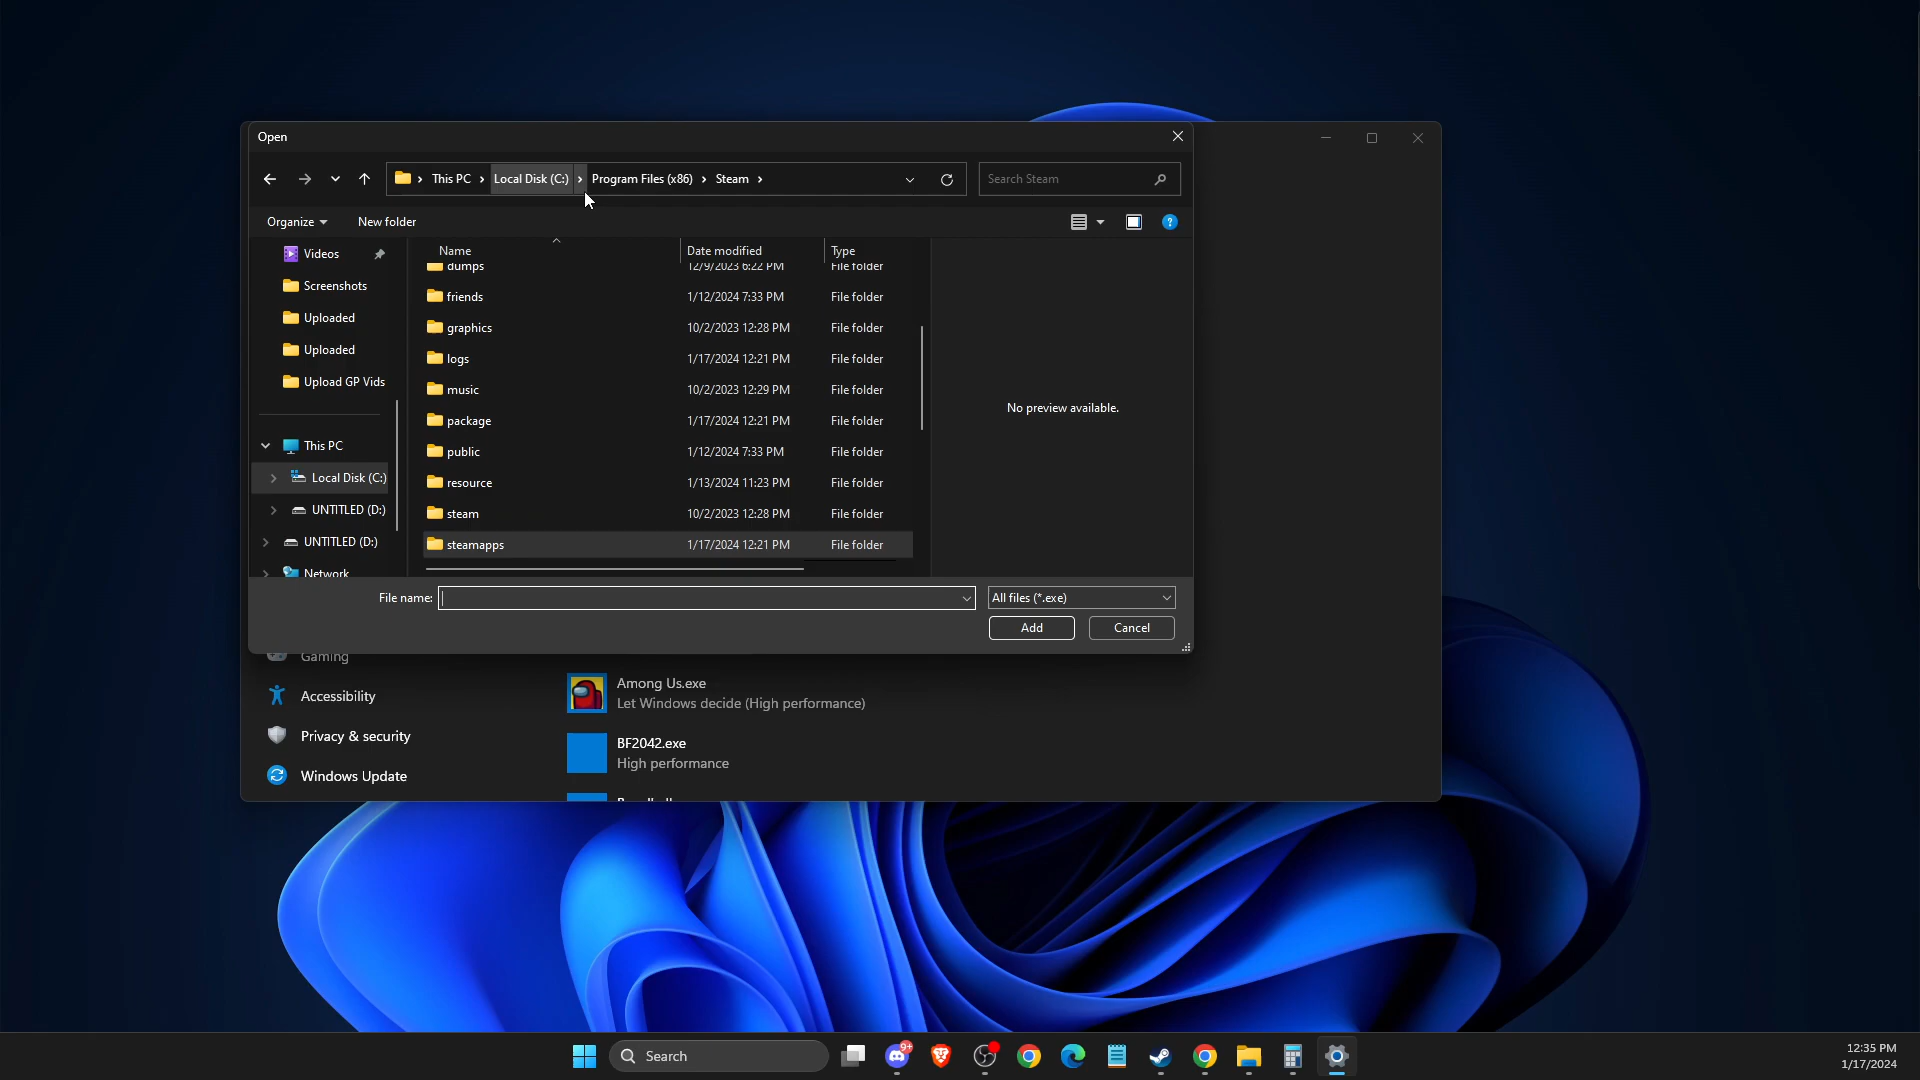 Open
This PC
Local Disk (C:)
Program Files (x86)
Steam
Search Steam
Organize
New folder
?
Videos
Screenshots
Uploaded
Uploaded
Upload GP Vids
This PC
Local Disk (C:)
UNTITLED (D:)
UNTITLED (D:)
Network
Name Date modified Type
dumps 12/9/2023 6:22 PM File folder
friends 1/12/2024 7:33 PM File folder
graphics 10/2/2023 12:28 PM File folder
logs 1/17/2024 12:21 PM File folder
music 10/2/2023 12:29 PM File folder
package 1/17/2024 12:21 PM File folder
public 1/12/2024 7:33 PM File folder
resource 1/13/2024 11:23 PM File folder
steam 10/2/2023 12:28 PM File folder
steamapps 1/17/2024 12:21 PM File folder
No preview available.
File name:
All files (*.exe)
Add
Cancel
Gaming
Accessibility
Privacy & security
Windows Update
Among Us.exe
Let Windows decide (High performance)
BF2042.exe
High performance
Search
9+
12:35 PM
1/17/2024